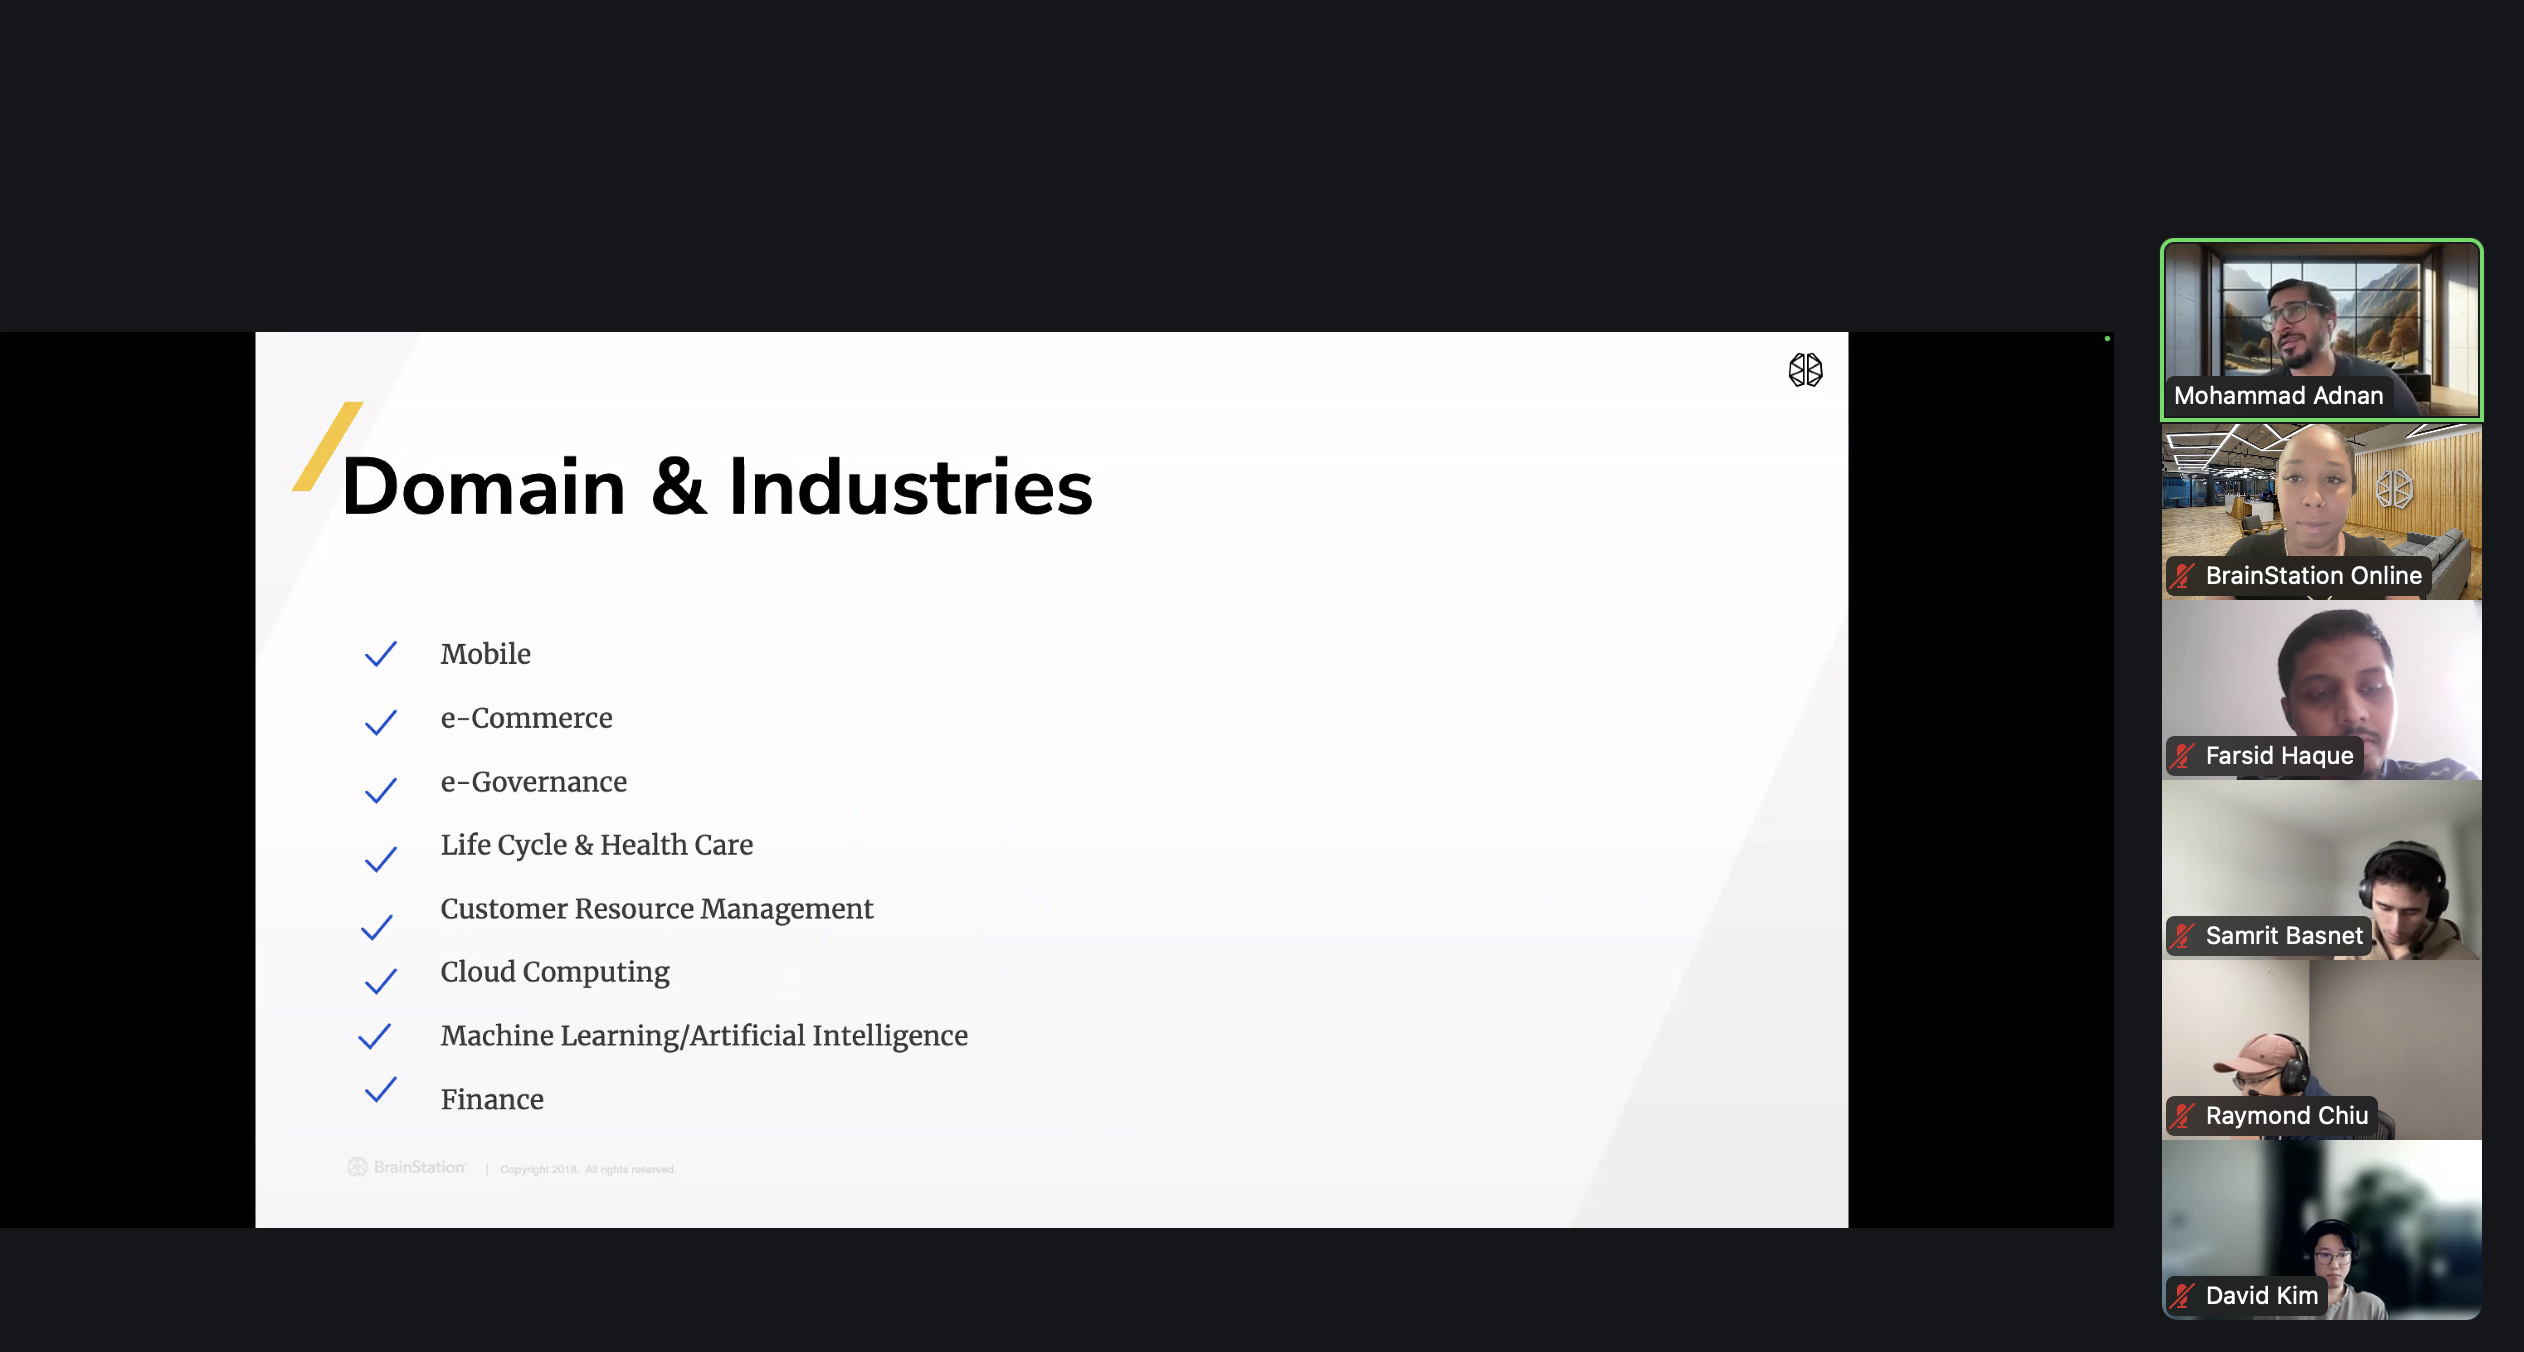 Domain & Industries
Mobile
e-Commerce
e-Governance
Life Cycle & Health Care
Customer Resource Management
Cloud Computing
Machine Learning/Artificial Intelligence
Finance
BrainStation | Copyright 2018. All rights reserved.
Mohammad Adnan
BrainStation Online
Farsid Haque
Samrit Basnet
Raymond Chiu
David Kim